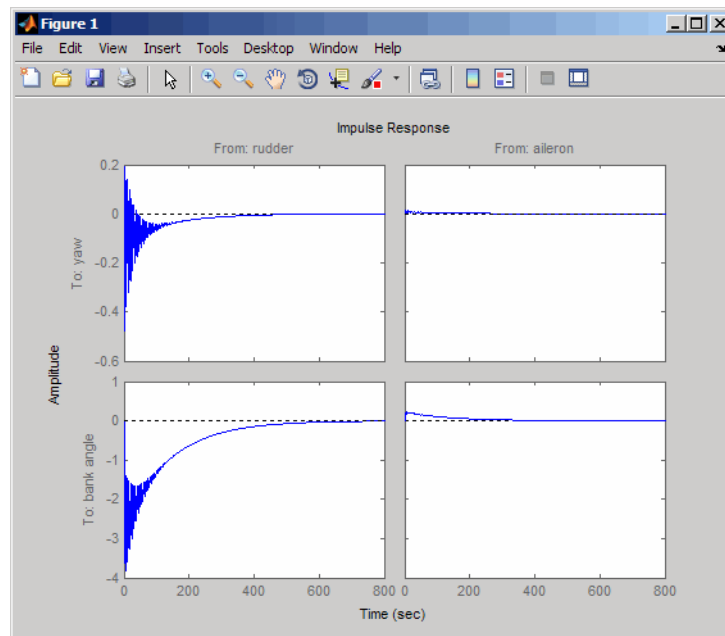 Figure 1
File Edit View Insert Tools Desktop Window Help
Impulse Response
From: rudder
From: aileron
0.2
0
-0.2
-0.4
-0.6
To: yaw
Amplitude
1
0
-1
-2
-3
-4
To: bank angle
0 200 400 600 800
0 200 400 600 800
Time (sec)